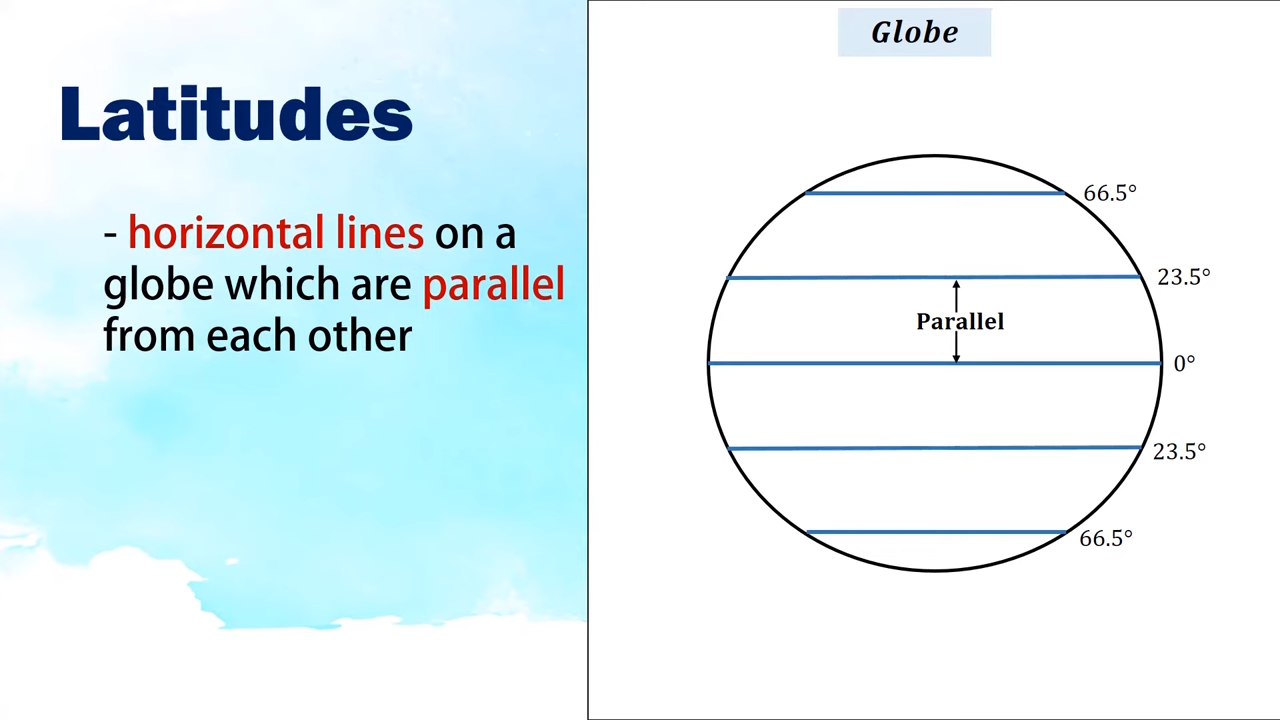 Latitudes
- horizontal lines on a
globe which are parallel
from each other
Globe
66.5°
23.5°
Parallel
0°
23.5°
66.5°